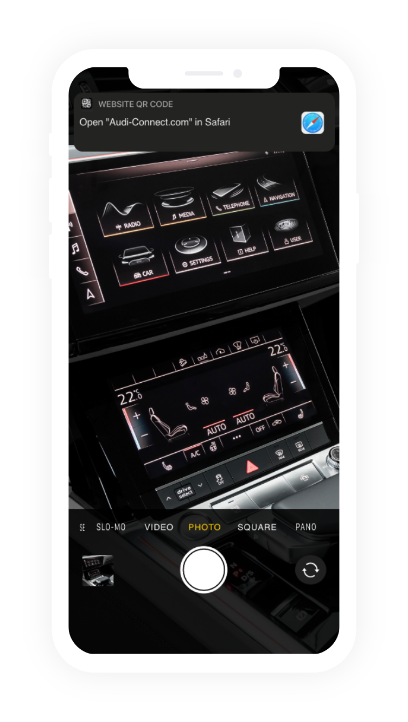 WEBSITE QR CODE
Open "Audi-Connect.com" in Safari
RADIO
MEDIA
TELEPHONE
NAVIGATION
CAR
SETTINGS
HELP
USER
22.5
22.5
+
+
−
−
AUTO AUTO
A/C
OFF
drive
select
SLO-MO VIDEO PHOTO SQUARE PANO